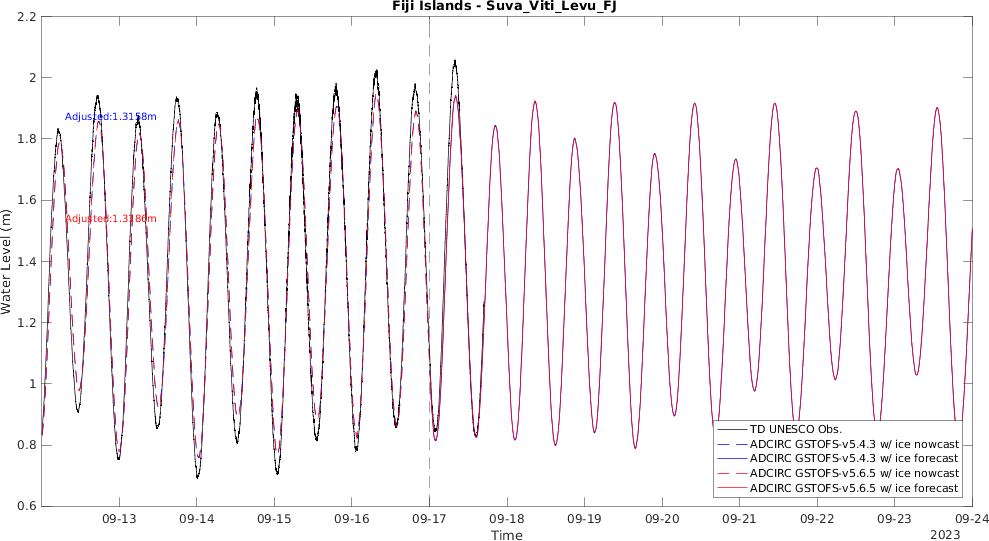 Fiji Islands - Suva_Viti_Levu_FJ
2.2
2
1.8
1.6
1.4
1.2
1
0.8
0.6
Water Level (m)
Adjusted:1.3158m
Adjusted:1.3186m
TD UNESCO Obs.
ADCIRC GSTOFS-v5.4.3 w/ ice nowcast
ADCIRC GSTOFS-v5.4.3 w/ ice forecast
ADCIRC GSTOFS-v5.6.5 w/ ice nowcast
ADCIRC GSTOFS-v5.6.5 w/ ice forecast
09-13 09-14 09-15 09-16 09-17 09-18 09-19 09-20 09-21 09-22 09-23 09-24
Time
2023